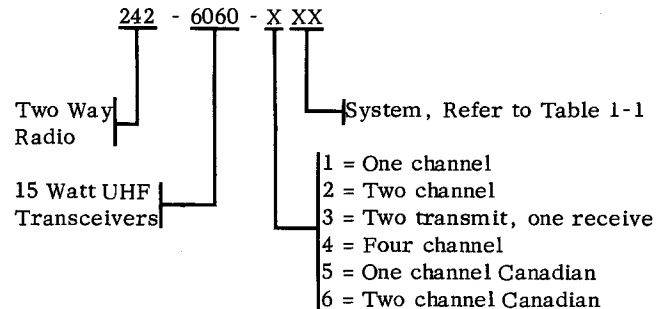 242 - 6060 - X XX
Two Way
Radio
System, Refer to Table 1-1
15 Watt UHF
Transceivers
1 = One channel
2 = Two channel
3 = Two transmit, one receive
4 = Four channel
5 = One channel Canadian
6 = Two channel Canadian